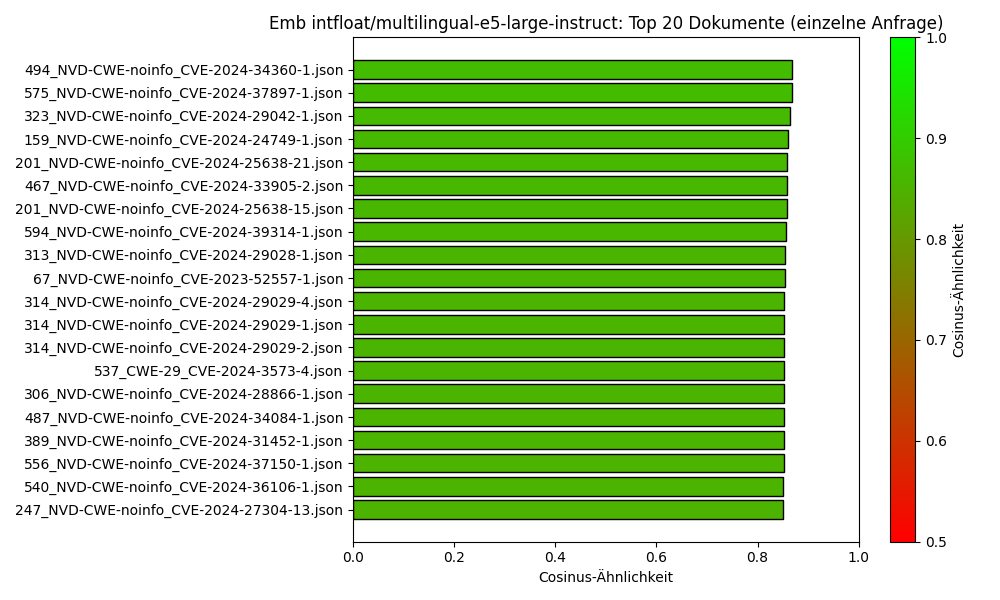 Emb intfloat/multilingual-e5-large-instruct: Top 20 Dokumente (einzelne Anfrage)
494_NVD-CWE-noinfo_CVE-2024-34360-1.json
575_NVD-CWE-noinfo_CVE-2024-37897-1.json
323_NVD-CWE-noinfo_CVE-2024-29042-1.json
159_NVD-CWE-noinfo_CVE-2024-24749-1.json
201_NVD-CWE-noinfo_CVE-2024-25638-21.json
467_NVD-CWE-noinfo_CVE-2024-33905-2.json
201_NVD-CWE-noinfo_CVE-2024-25638-15.json
594_NVD-CWE-noinfo_CVE-2024-39314-1.json
313_NVD-CWE-noinfo_CVE-2024-29028-1.json
67_NVD-CWE-noinfo_CVE-2023-52557-1.json
314_NVD-CWE-noinfo_CVE-2024-29029-4.json
314_NVD-CWE-noinfo_CVE-2024-29029-1.json
314_NVD-CWE-noinfo_CVE-2024-29029-2.json
537_CWE-29_CVE-2024-3573-4.json
306_NVD-CWE-noinfo_CVE-2024-28866-1.json
487_NVD-CWE-noinfo_CVE-2024-34084-1.json
389_NVD-CWE-noinfo_CVE-2024-31452-1.json
556_NVD-CWE-noinfo_CVE-2024-37150-1.json
540_NVD-CWE-noinfo_CVE-2024-36106-1.json
247_NVD-CWE-noinfo_CVE-2024-27304-13.json
0.0 0.2 0.4 0.6 0.8 1.0
Cosinus-Ähnlichkeit
1.0
0.9
0.8
0.7
0.6
0.5
Cosinus-Ähnlichkeit